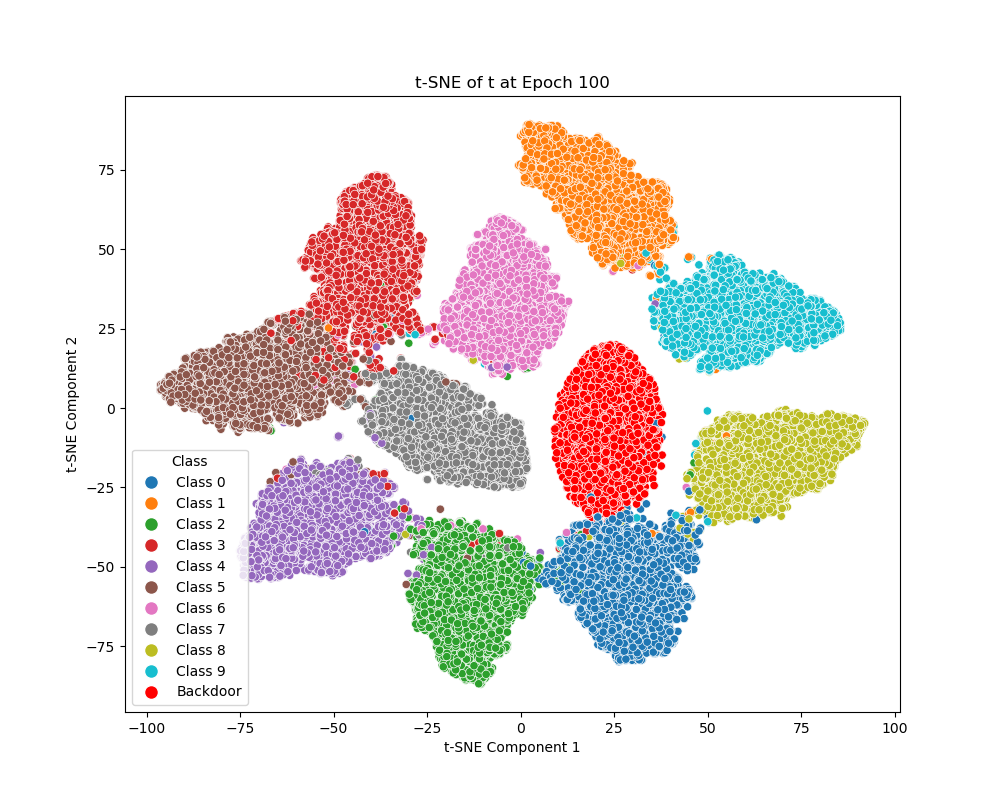 t-SNE of t at Epoch 100
t-SNE Component 2
75
50
25
0
−25
−50
−75
Class
Class 0
Class 1
Class 2
Class 3
Class 4
Class 5
Class 6
Class 7
Class 8
Class 9
Backdoor
−100 −75 −50 −25 0 25 50 75 100
t-SNE Component 1